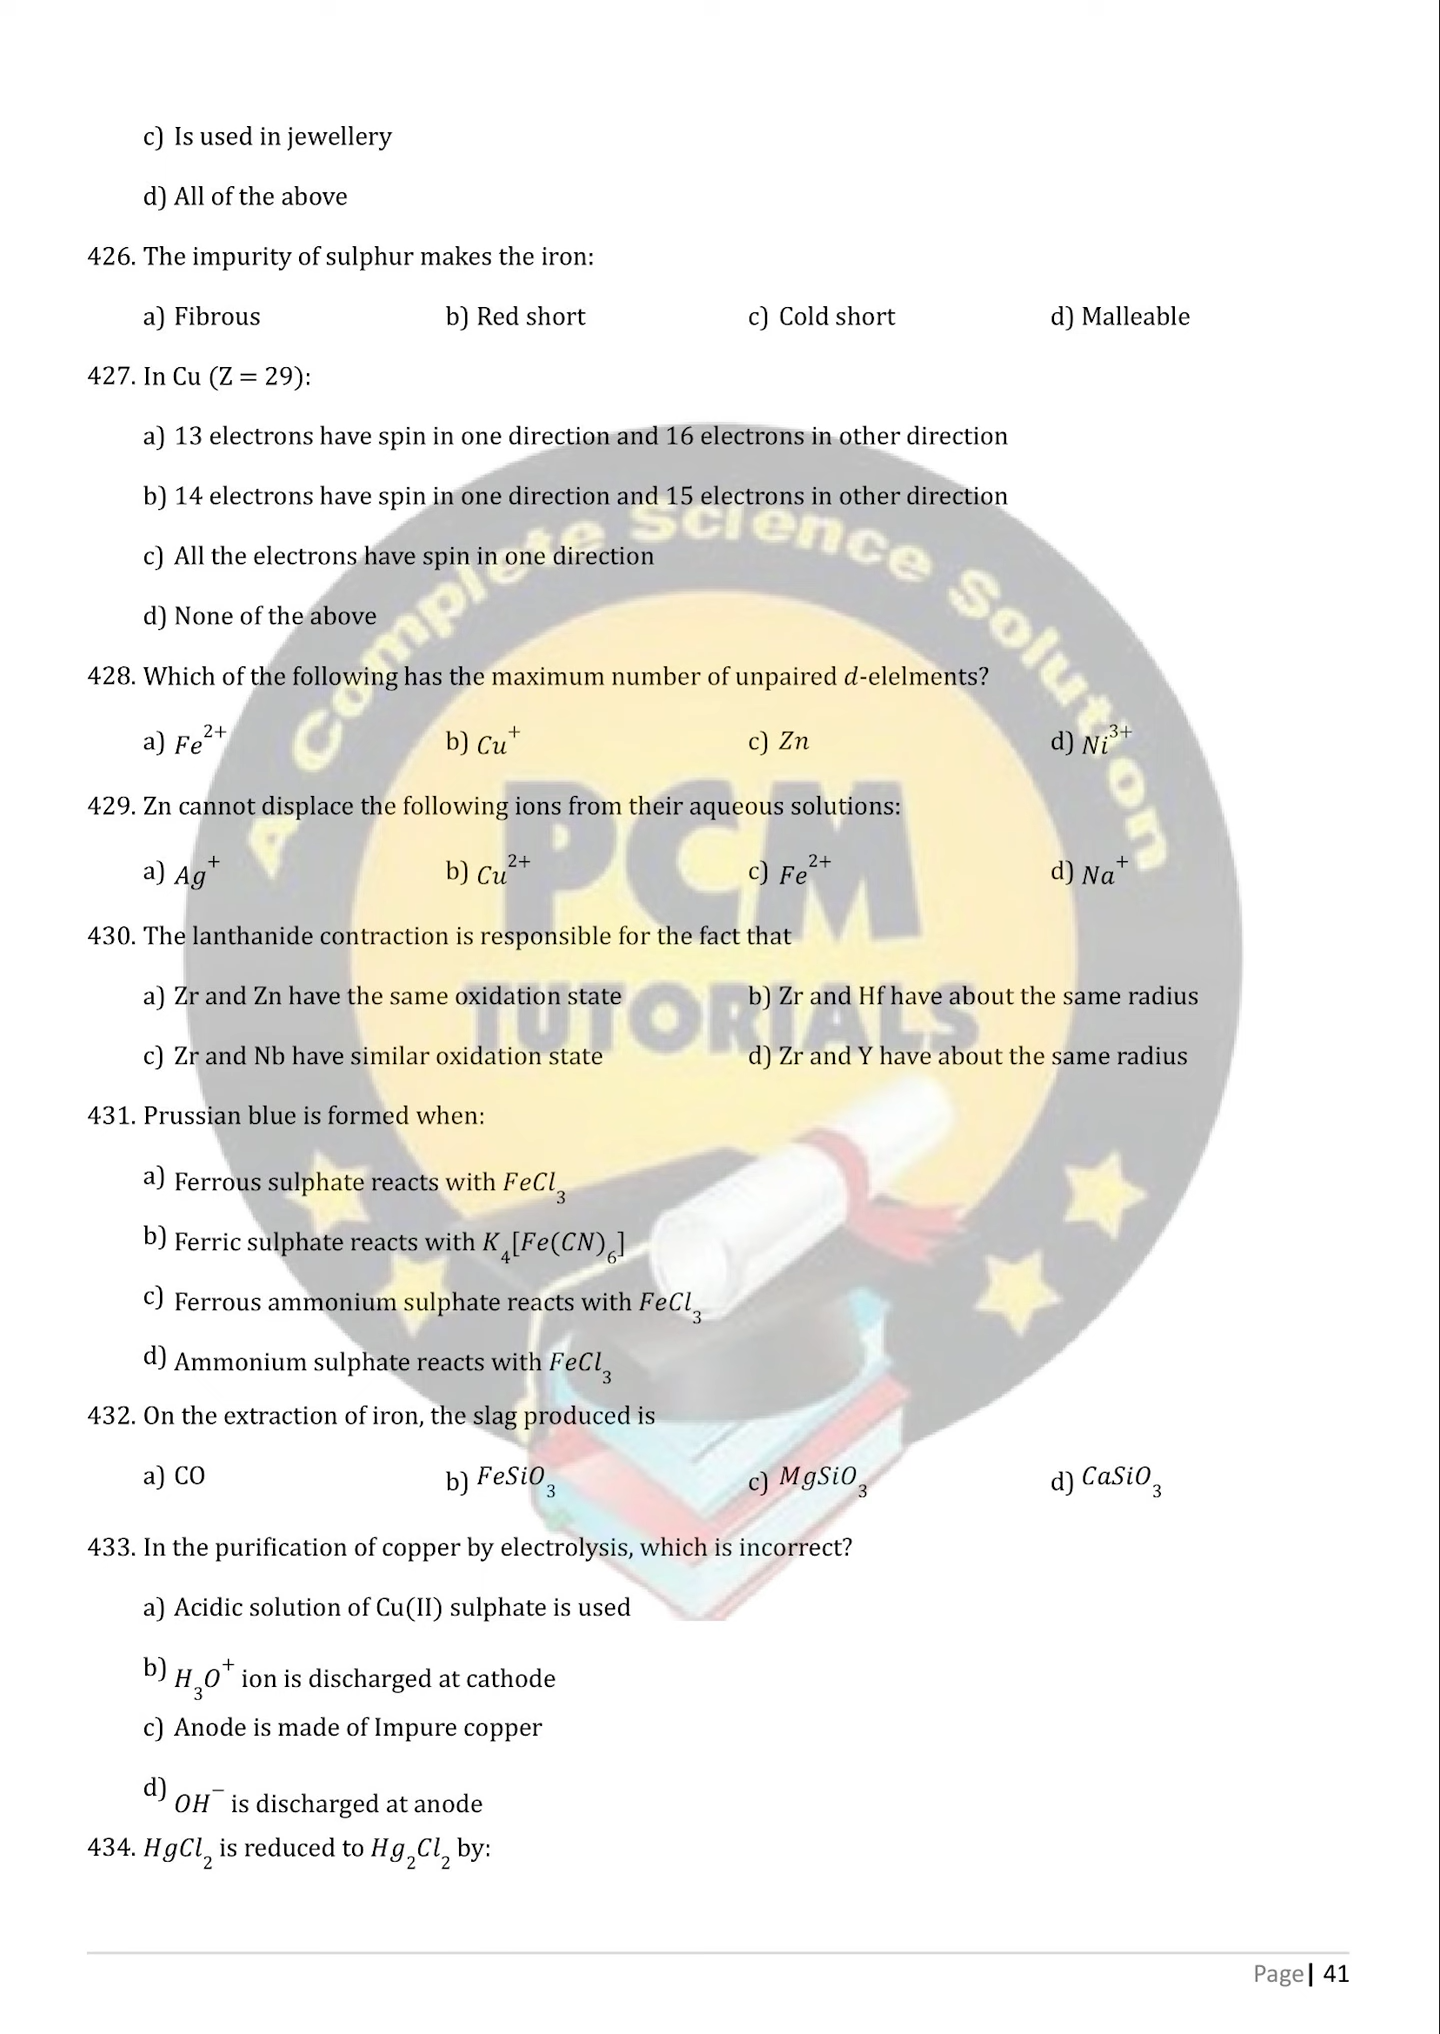 c) Is used in jewellery
d) All of the above
426. The impurity of sulphur makes the iron:
a) Fibrous b) Red short c) Cold short d) Malleable
427. In Cu (Z = 29):
a) 13 electrons have spin in one direction and 16 electrons in other direction
b) 14 electrons have spin in one direction and 15 electrons in other direction
c) All the electrons have spin in one direction
d) None of the above
428. Which of the following has the maximum number of unpaired d-elelments?
a) Fe²⁺ b) Cu⁺ c) Zn d) Ni³⁺
429. Zn cannot displace the following ions from their aqueous solutions:
a) Ag⁺ b) Cu²⁺ c) Fe²⁺ d) Na⁺
430. The lanthanide contraction is responsible for the fact that
a) Zr and Zn have the same oxidation state b) Zr and Hf have about the same radius
c) Zr and Nb have similar oxidation state d) Zr and Y have about the same radius
431. Prussian blue is formed when:
a) Ferrous sulphate reacts with FeCl₃
b) Ferric sulphate reacts with K₄[Fe(CN)₆]
c) Ferrous ammonium sulphate reacts with FeCl₃
d) Ammonium sulphate reacts with FeCl₃
432. On the extraction of iron, the slag produced is
a) CO b) FeSiO₃ c) MgSiO₃ d) CaSiO₃
433. In the purification of copper by electrolysis, which is incorrect?
a) Acidic solution of Cu(II) sulphate is used
b) H₃O⁺ ion is discharged at cathode
c) Anode is made of Impure copper
d) OH⁻ is discharged at anode
434. HgCl₂ is reduced to Hg₂Cl₂ by:
Page| 41
A Complete Science Solution
PCM
TUTORIALS